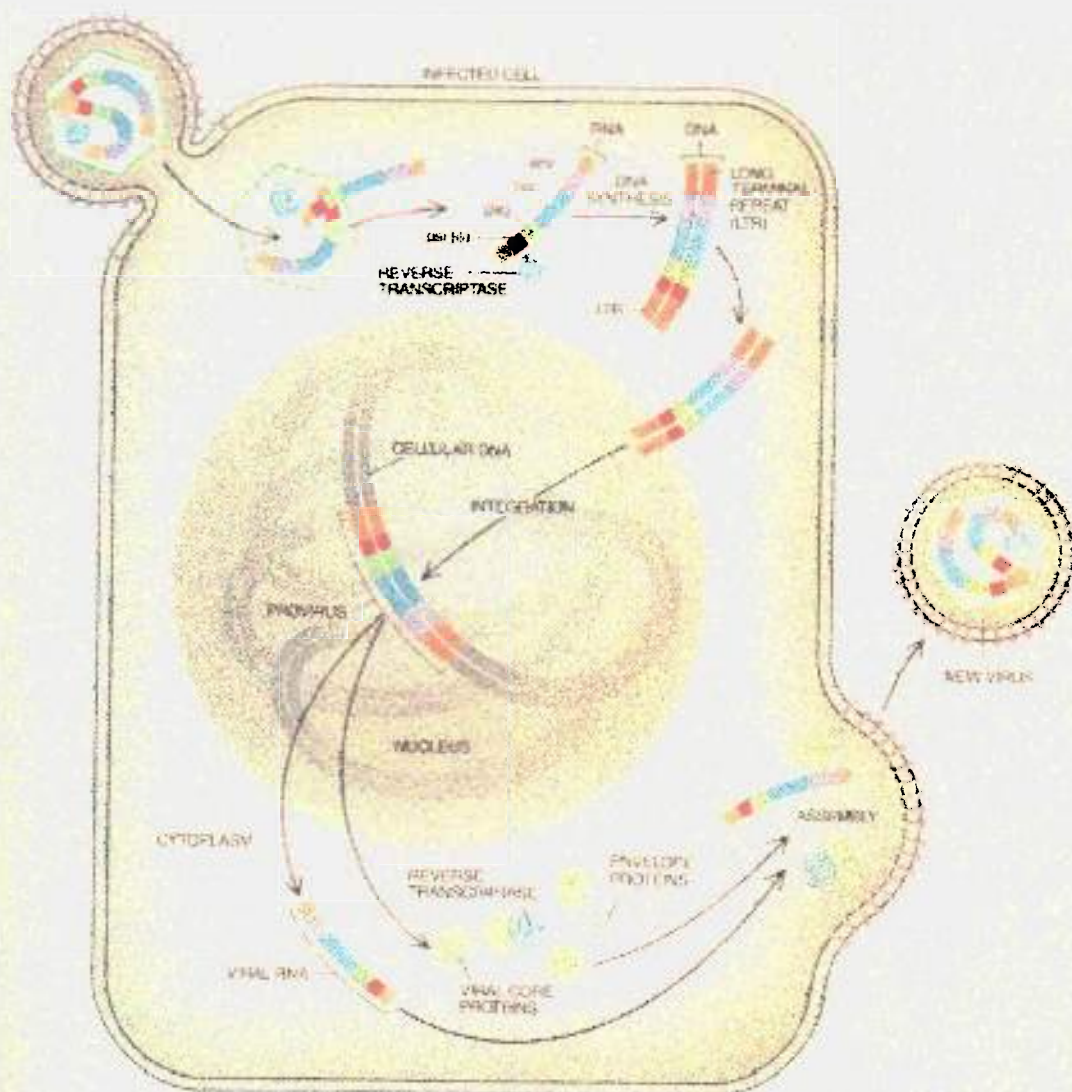 INFECTED CELL
RNA
DNA
DNA
SYNTHESIS
LONG
TERMINAL
REPEAT
(LTR)
REVERSE
TRANSCRIPTASE
LTR
CELLULAR DNA
INTEGRATION
PROVIRUS
NUCLEUS
NEW VIRUS
CYTOPLASM
ASSEMBLY
REVERSE
TRANSCRIPTASE
ENVELOPE
PROTEINS
VIRAL RNA
VIRAL CORE
PROTEINS